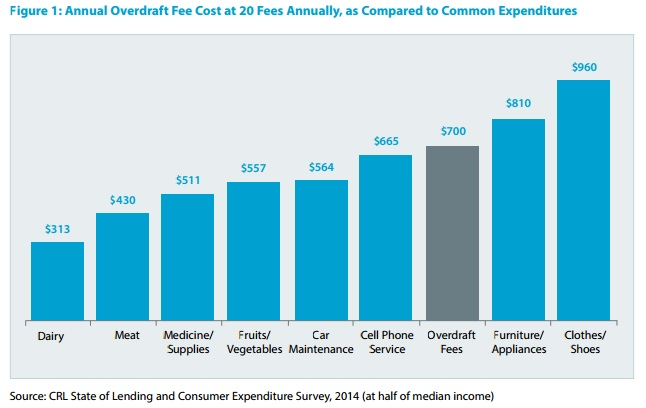 Figure 1: Annual Overdraft Fee Cost at 20 Fees Annually, as Compared to Common Expenditures
$960
$810
$700
$665
$564
$557
$511
$430
$313
Dairy
Meat
Medicine/
Supplies
Fruits/
Vegetables
Car
Maintenance
Cell Phone
Service
Overdraft
Fees
Furniture/
Appliances
Clothes/
Shoes
Source: CRL State of Lending and Consumer Expenditure Survey, 2014 (at half of median income)